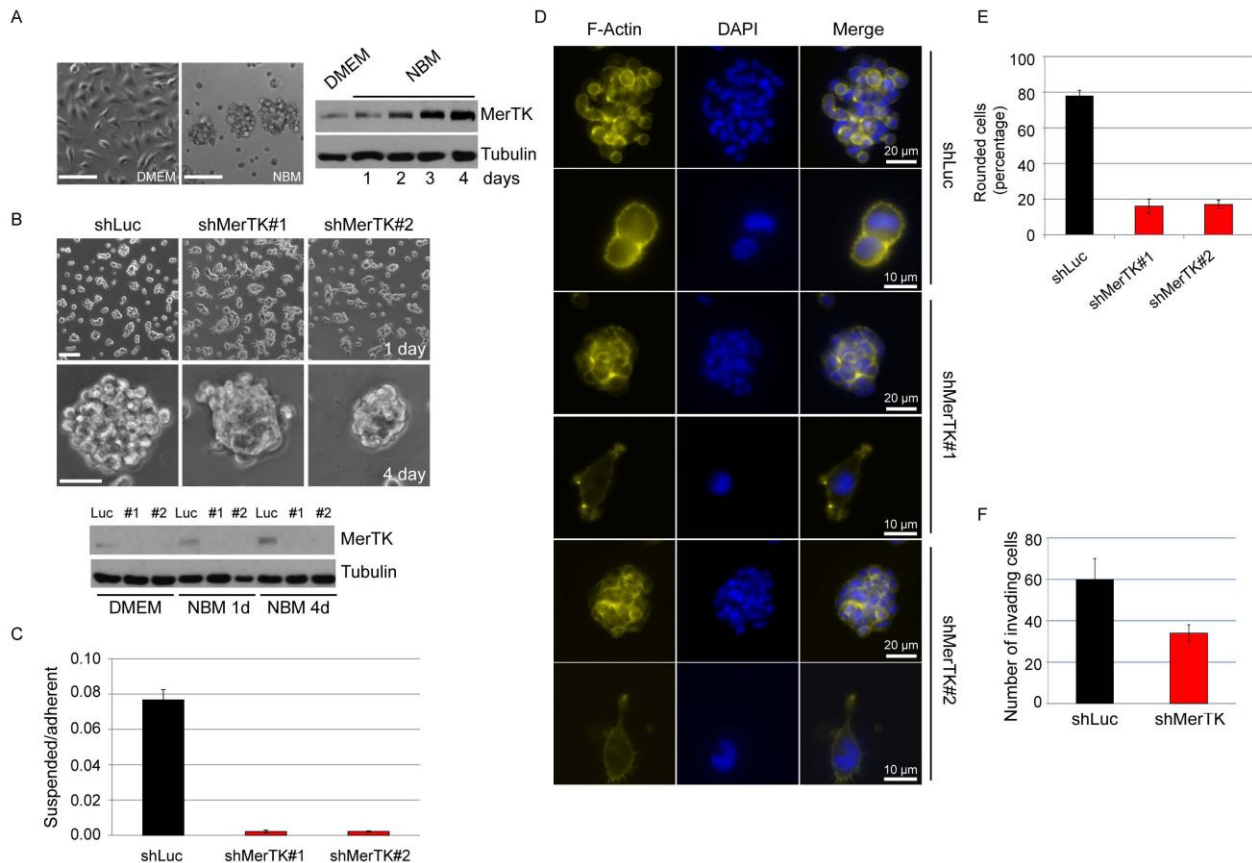 A
DMEM
NBM
DMEM NBM
MerTK
Tubulin
1 2 3 4 days
B
shLuc shMerTK#1 shMerTK#2
1 day
4 day
Luc #1 #2 Luc #1 #2 Luc #1 #2
MerTK
Tubulin
DMEM NBM 1d NBM 4d
C
Suspended/adherent
0.10
0.08
0.06
0.04
0.02
0.00
shLuc shMerTK#1 shMerTK#2
D
F-Actin DAPI Merge
20 µm
10 µm
shLuc
20 µm
10 µm
shMerTK#1
20 µm
10 µm
shMerTK#2
E
Rounded cells
(percentage)
100
80
60
40
20
0
shLuc
shMerTK#1
shMerTK#2
F
Number of invading cells
80
60
40
20
0
shLuc shMerTK